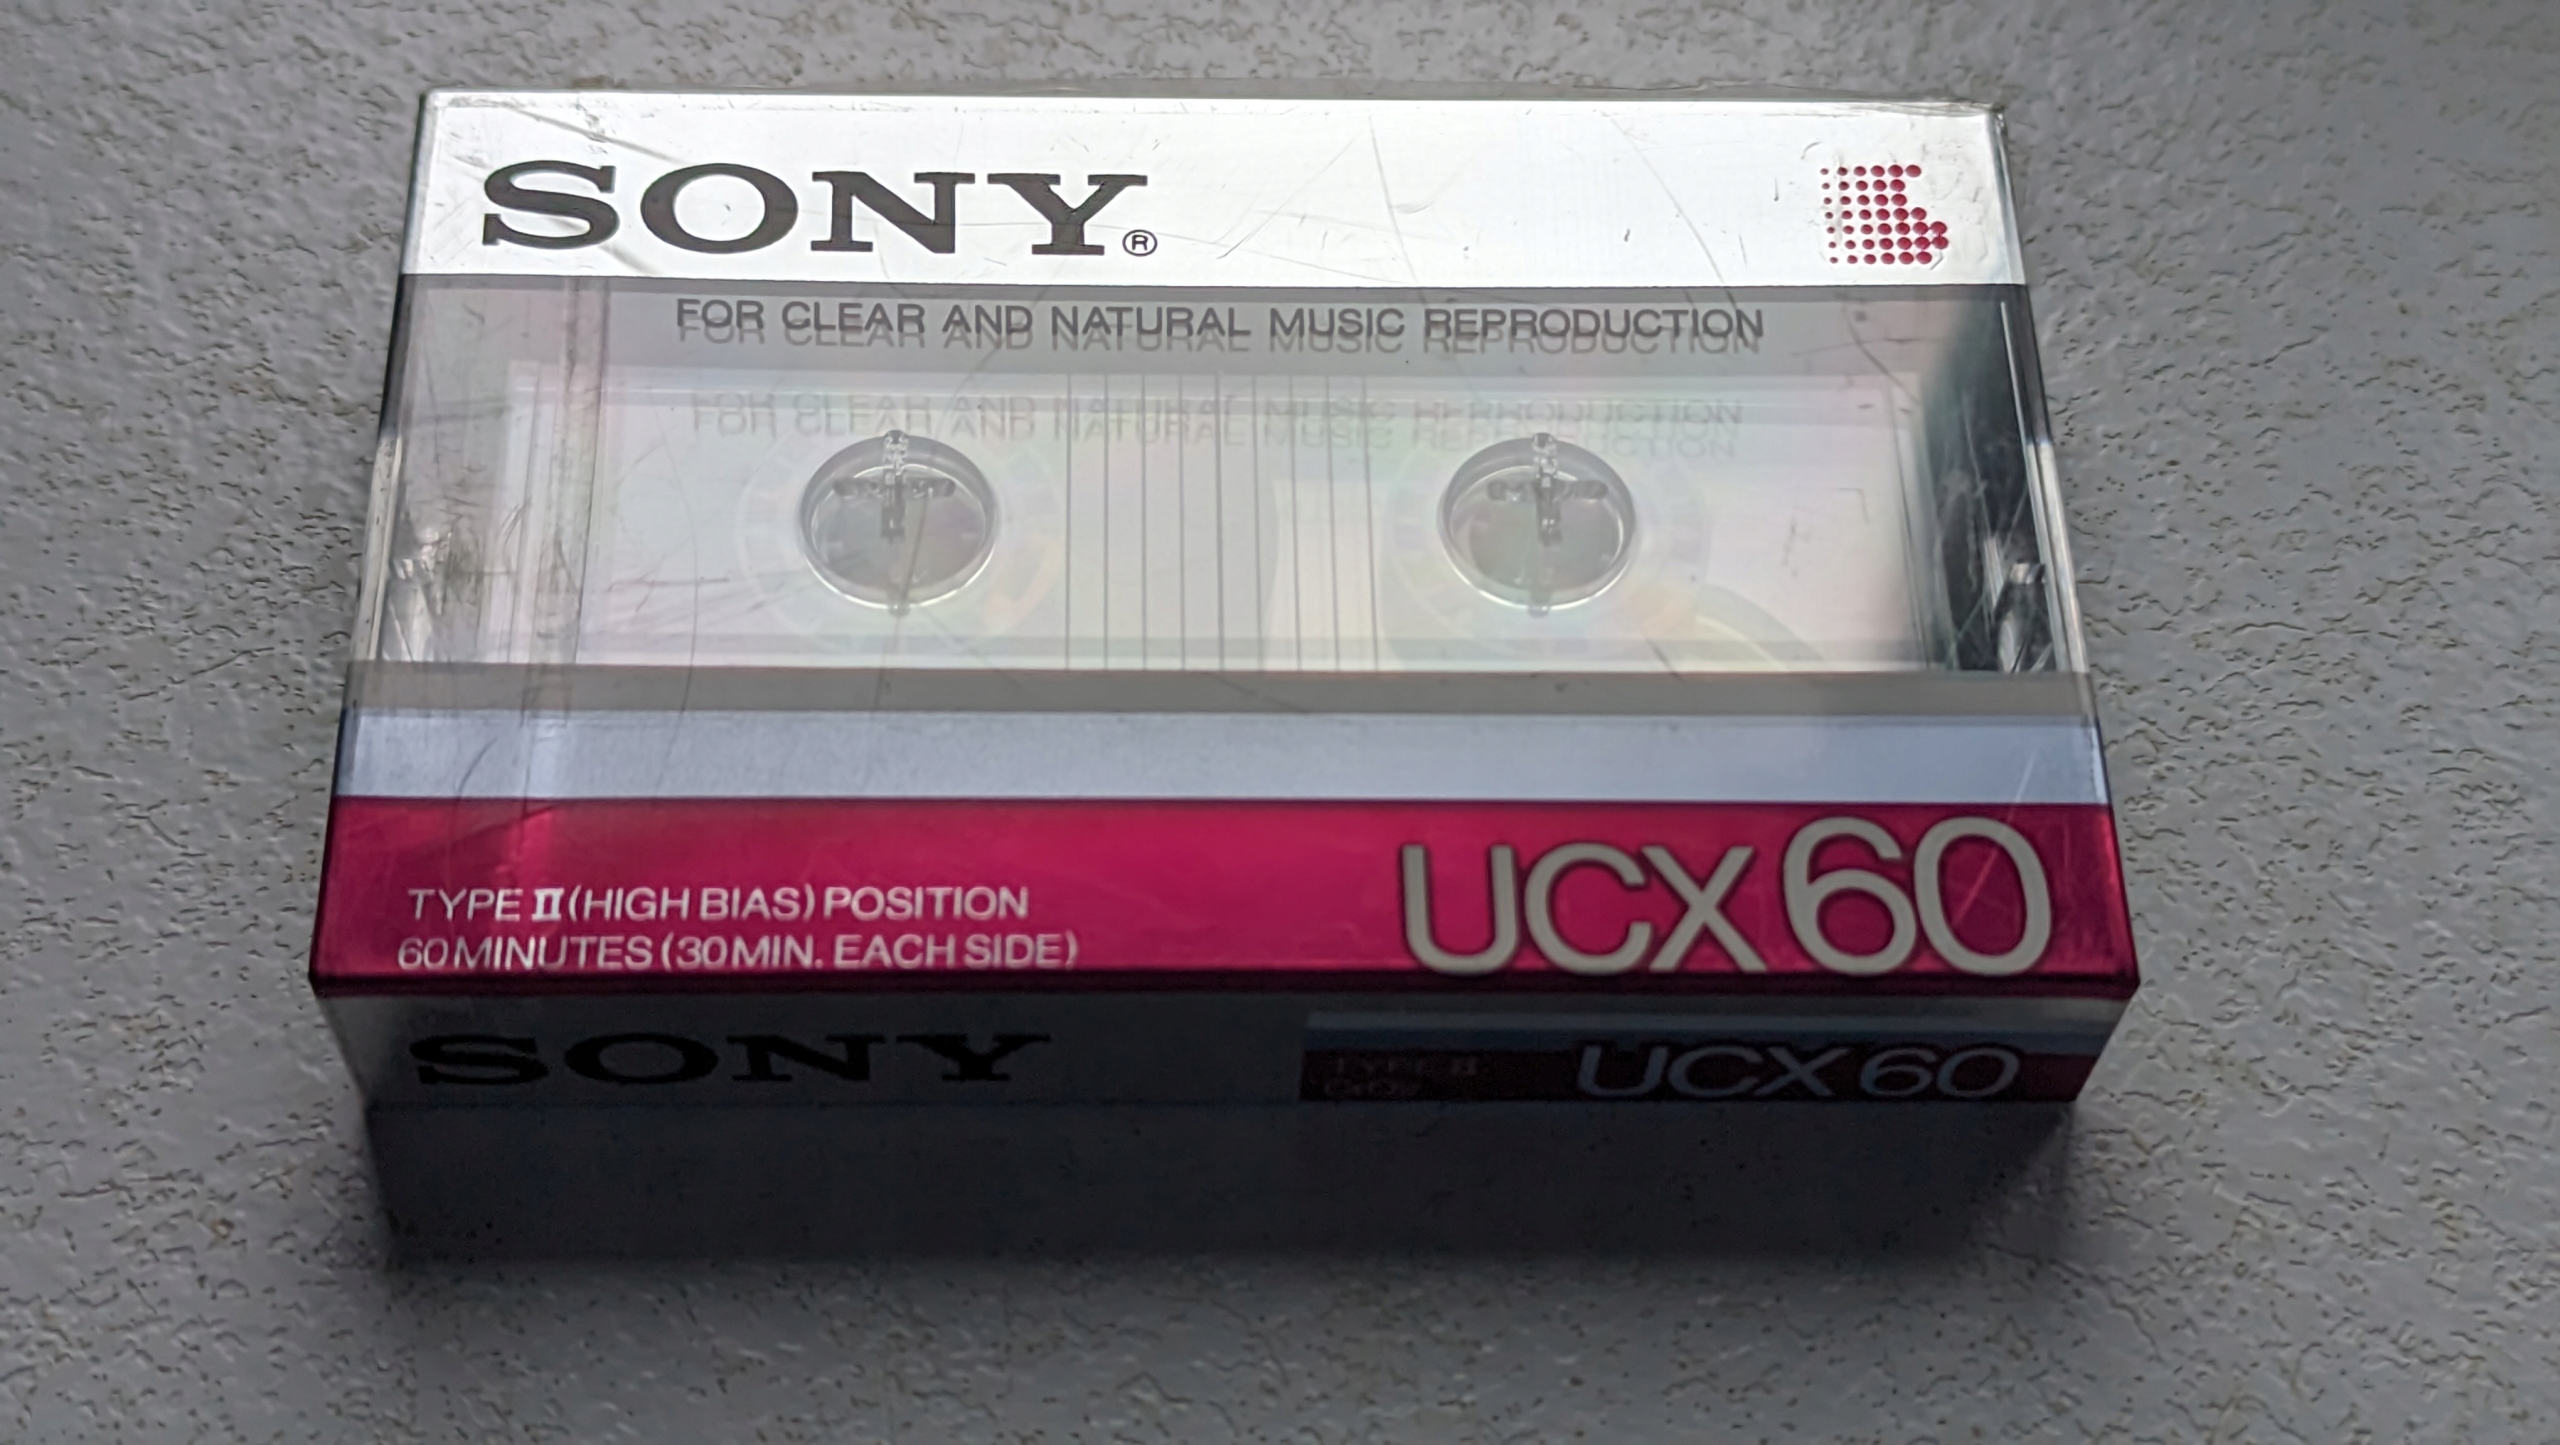 SONY®
FOR CLEAR AND NATURAL MUSIC REPRODUCTION
TYPE II (HIGH BIAS) POSITION
60 MINUTES (30 MIN. EACH SIDE)
UCX 60
SONY
TYPE II
UCX 60